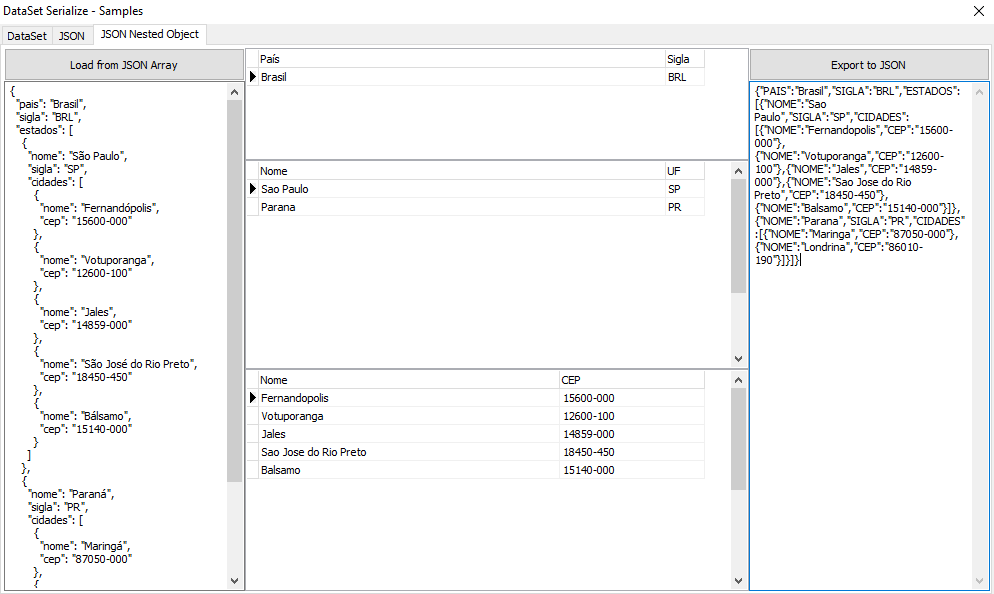 DataSet Serialize - Samples
DataSet JSON JSON Nested Object
Load from JSON Array
{
"pais": "Brasil",
"sigla": "BRL",
"estados": [
{
"nome": "São Paulo",
"sigla": "SP",
"cidades": [
{
"nome": "Fernandópolis",
"cep": "15600-000"
},
{
"nome": "Votuporanga",
"cep": "12600-100"
},
{
"nome": "Jales",
"cep": "14859-000"
},
{
"nome": "São José do Rio Preto",
"cep": "18450-450"
},
{
"nome": "Bálsamo",
"cep": "15140-000"
}
]
},
{
"nome": "Paraná",
"sigla": "PR",
"cidades": [
{
"nome": "Maringá",
"cep": "87050-000"
},
{
País Sigla
Brasil BRL
Nome UF
Sao Paulo SP
Parana PR
Nome CEP
Fernandopolis 15600-000
Votuporanga 12600-100
Jales 14859-000
Sao Jose do Rio Preto 18450-450
Balsamo 15140-000
Export to JSON
{"PAIS":"Brasil","SIGLA":"BRL","ESTADOS":
[{"NOME":"Sao
Paulo","SIGLA":"SP","CIDADES":
[{"NOME":"Fernandopolis","CEP":"15600-
000"},
{"NOME":"Votuporanga","CEP":"12600-
100"},{"NOME":"Jales","CEP":"14859-
000"},{"NOME":"Sao Jose do Rio
Preto","CEP":"18450-450"},
{"NOME":"Balsamo","CEP":"15140-000"}]},
{"NOME":"Parana","SIGLA":"PR","CIDADES"
:[{"NOME":"Maringa","CEP":"87050-000"},
{"NOME":"Londrina","CEP":"86010-
190"}]}]}